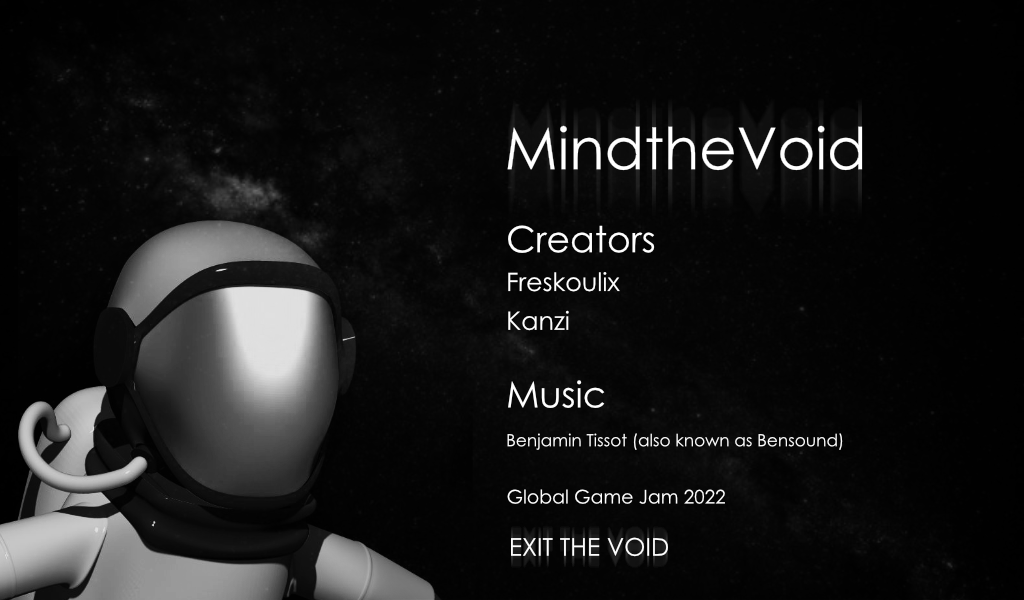 MindtheVoid
Creators
Freskoulix
Kanzi
Music
Benjamin Tissot (also known as Bensound)
Global Game Jam 2022
EXIT THE VOID